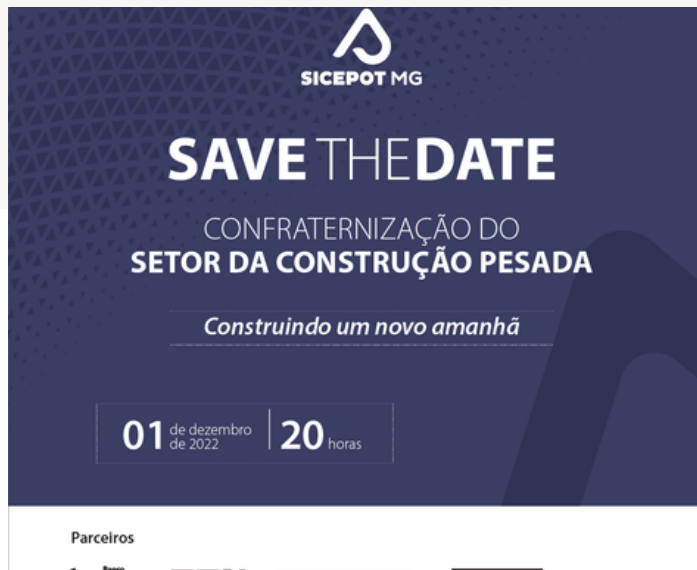 SICEPOT MG
SAVE THE DATE
CONFRATERNIZAÇÃO DO
SETOR DA CONSTRUÇÃO PESADA
Construindo um novo amanhã
01 de dezembro de 2022 20 horas
Parceiros